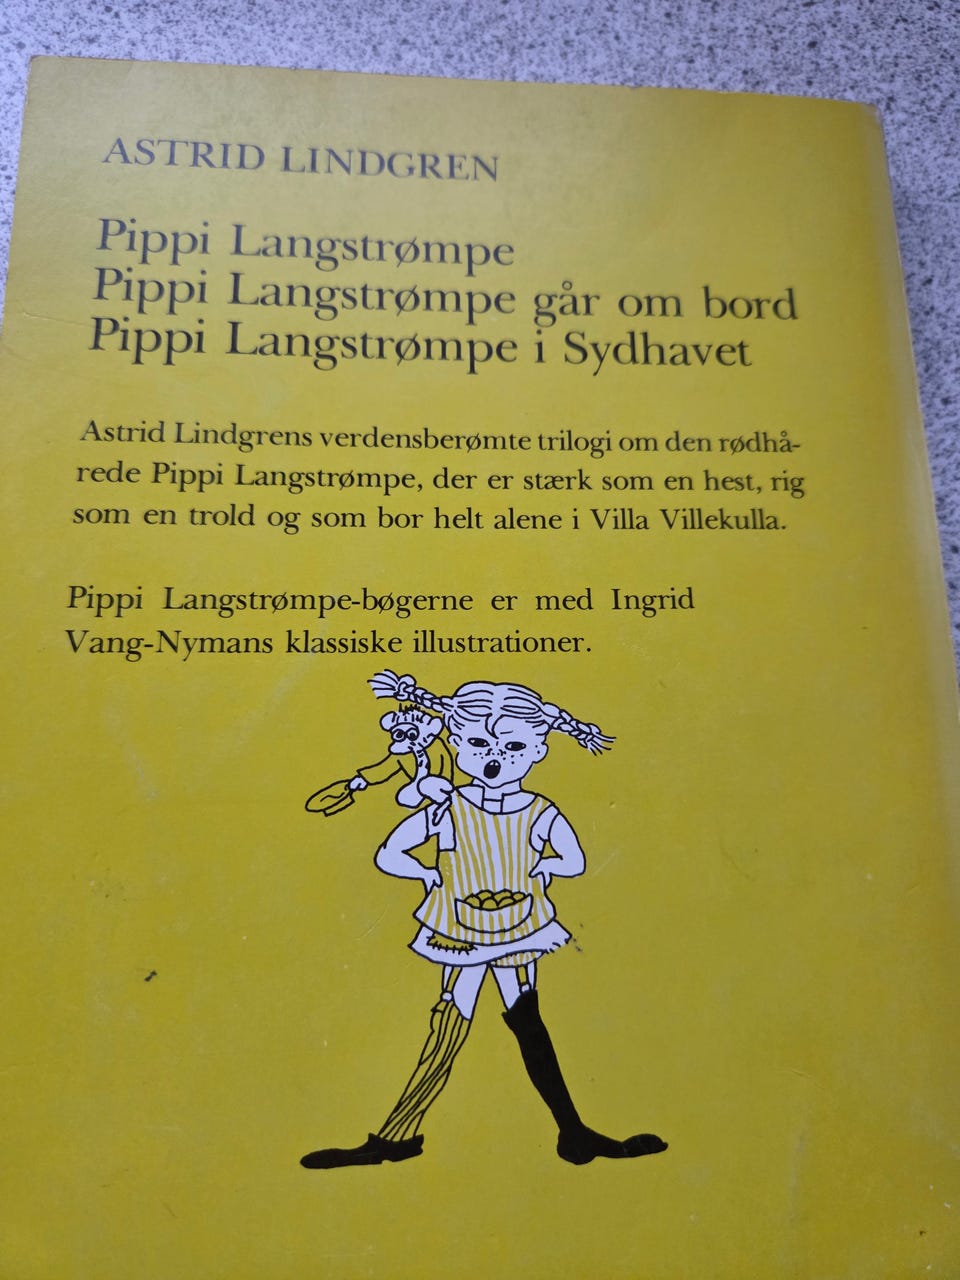 ASTRID LINDGREN
Pippi Langstrømpe
Pippi Langstrømpe går om bord
Pippi Langstrømpe i Sydhavet
Astrid Lindgrens verdensberømte trilogi om den rødhå-
rede Pippi Langstrømpe, der er stærk som en hest, rig
som en trold og som bor helt alene i Villa Villekulla.
Pippi Langstrømpe-bøgerne er med Ingrid
Vang-Nymans klassiske illustrationer.